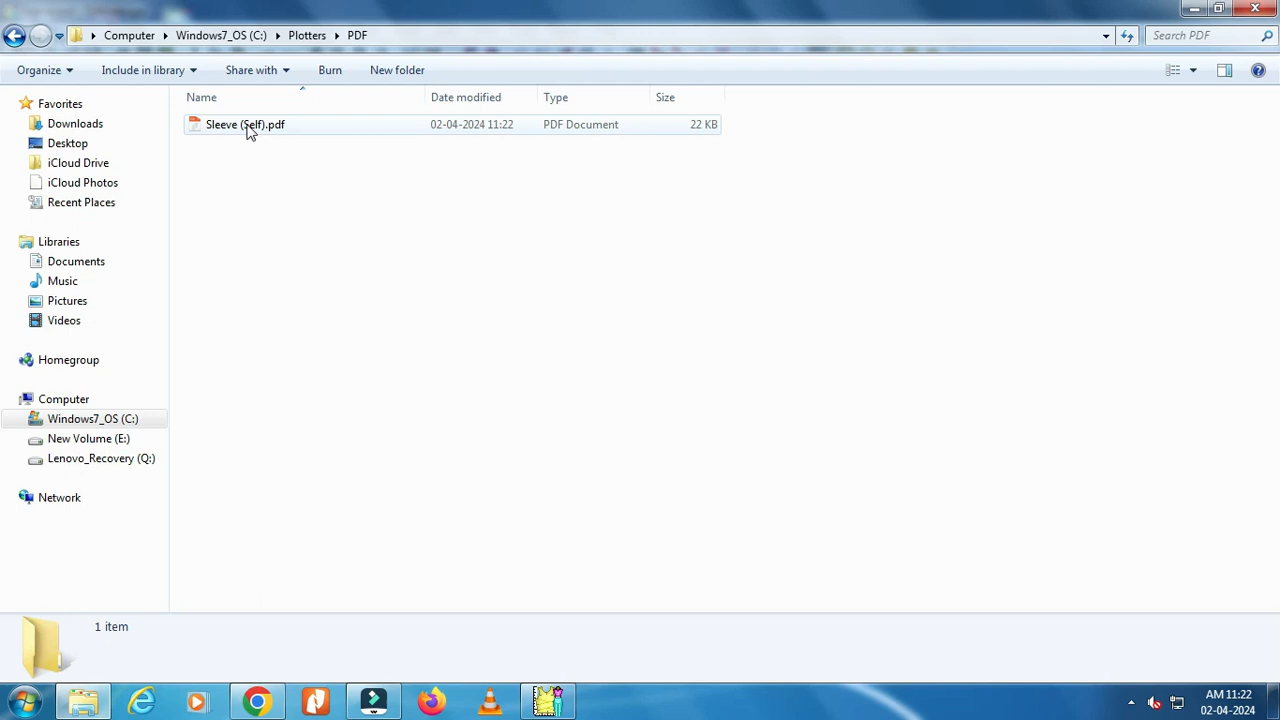 Computer Windows7_OS (C:) Plotters PDF Search PDF
Organize Include in library Share with Burn New folder
Name Date modified Type Size
Sleeve (Self).pdf 02-04-2024 11:22 PDF Document 22 KB
Favorites
Downloads
Desktop
iCloud Drive
iCloud Photos
Recent Places
Libraries
Documents
Music
Pictures
Videos
Homegroup
Computer
Windows7_OS (C:)
New Volume (E:)
Lenovo_Recovery (Q:)
Network
1 item
AM 11:22
02-04-2024